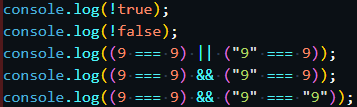 console.log(!true);
console.log(!false);
console.log((9 === 9) || ("9" === 9));
console.log((9 === 9) && ("9" === 9));
console.log((9 === 9) && ("9" === "9"));